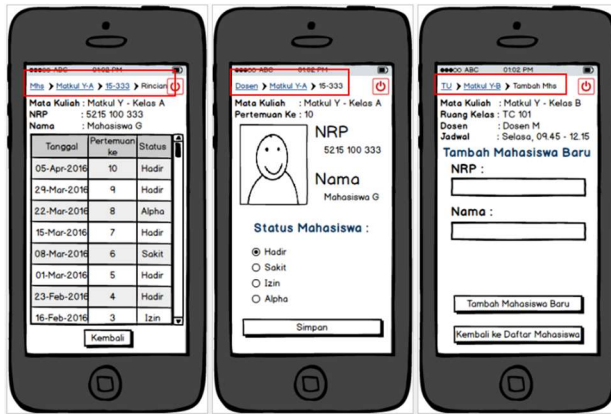 ABC 01:02 PM
Mhs > Matkul Y-A > 15-333 > Rincian
Mata Kuliah : Matkul Y - Kelas A
NRP : 5215 100 333
Nama : Mahasiswa G
Tanggal Pertemuan ke Status
05-Apr-2016 10 Hadir
29-Mar-2016 9 Hadir
22-Mar-2016 8 Alpha
15-Mar-2016 7 Hadir
08-Mar-2016 6 Sakit
01-Mar-2016 5 Hadir
23-Feb-2016 4 Hadir
16-Feb-2016 3 Izin
Kembali
ABC 01:02 PM
Dosen > Matkul Y-A > 15-333
Mata Kuliah : Matkul Y - Kelas A
Pertemuan Ke : 10
NRP
5215 100 333
Nama
Mahasiswa G
Status Mahasiswa :
Hadir
Sakit
Izin
Alpha
Simpan
ABC 01:02 PM
TU > Matkul Y-B > Tambah Mhs
Mata Kuliah : Matkul Y - Kelas B
Ruang Kelas : TC 101
Dosen : Dosen M
Jadwal : Selasa, 09.45 - 12.15
Tambah Mahasiswa Baru
NRP :
Nama :
Tambah Mahasiswa Baru
Kembali ke Daftar Mahasiswa